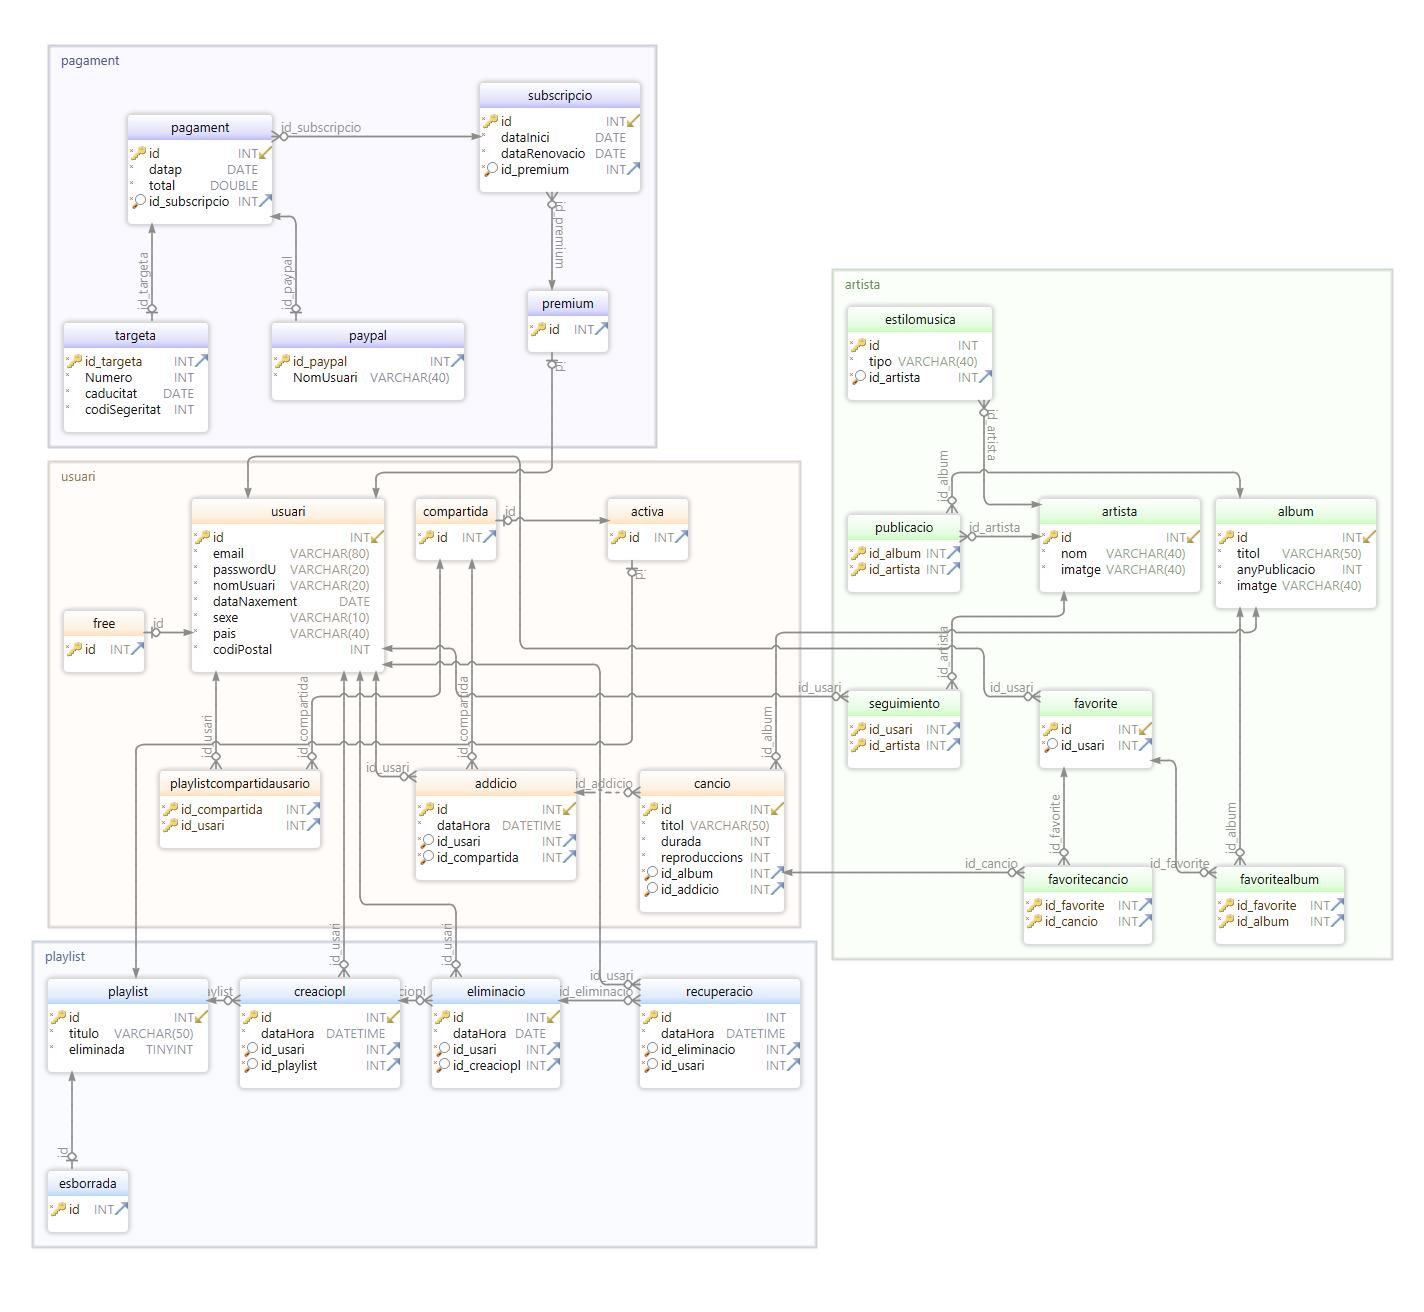 pagament
subscripcio
id INT
dataInici DATE
dataRenovacio DATE
id_premium INT
pagament
id INT
datap DATE
total DOUBLE
id_subscripcio INT
id_subscripcio
id_premium
id_targeta
id_paypal
premium
id INT
id
targeta
id_targeta INT
Numero INT
caducitat DATE
codiSegeritat INT
paypal
id_paypal INT
NomUsuari VARCHAR(40)
artista
estilomusica
id INT
tipo VARCHAR(40)
id_artista INT
id_artista
id_album
publicacio
id_album INT
id_artista INT
id_artista
artista
id INT
nom VARCHAR(40)
imatge VARCHAR(40)
album
id INT
titol VARCHAR(50)
anyPublicacio INT
imatge VARCHAR(40)
id_artista
id_usari
seguimiento
id_usari INT
id_artista INT
id_usari
favorite
id INT
id_usari INT
id_favorite
id_album
id_cancio
favoritecancio
id_favorite INT
id_cancio INT
id_favorite
favoritealbum
id_favorite INT
id_album INT
usuari
usuari
id INT
email VARCHAR(80)
passwordU VARCHAR(20)
nomUsuari VARCHAR(20)
dataNaxement DATE
sexe VARCHAR(10)
pais VARCHAR(40)
codiPostal INT
compartida
id INT
id
activa
id INT
id
free
id INT
id
id_usari
id_compartida
id_compartida
id_album
playlistcompartidausario
id_compartida INT
id_usari INT
id_usari
addicio
id INT
dataHora DATETIME
id_usari INT
id_compartida INT
id_addicio
cancio
id INT
titol VARCHAR(50)
durada INT
reproduccions INT
id_album INT
id_addicio INT
id_usari
id_usari
id_usari
playlist
playlist
id INT
titulo VARCHAR(50)
eliminada TINYINT
aylist
creaciopl
id INT
dataHora DATETIME
id_usari INT
id_playlist INT
ciopl
eliminacio
id INT
dataHora DATE
id_usari INT
id_creaciopl INT
id_eliminacio
recuperacio
id INT
dataHora DATETIME
id_eliminacio INT
id_usari INT
id
esborrada
id INT